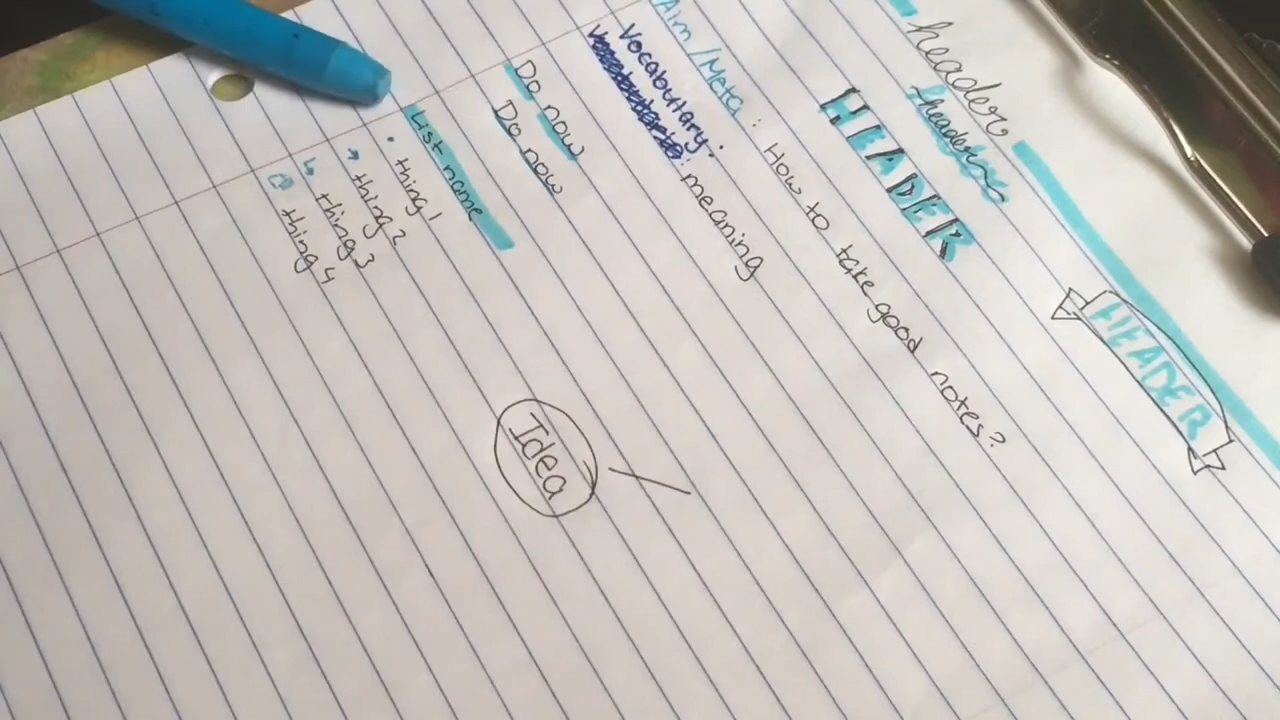 header
header
HEADER
HEADER
Aim/Meta : How to take good notes?
Vocabullary:
: meaning
Do now
Do now
List name
• thing 1
→ thing 2
↳ thing 3
thing 4
Idea